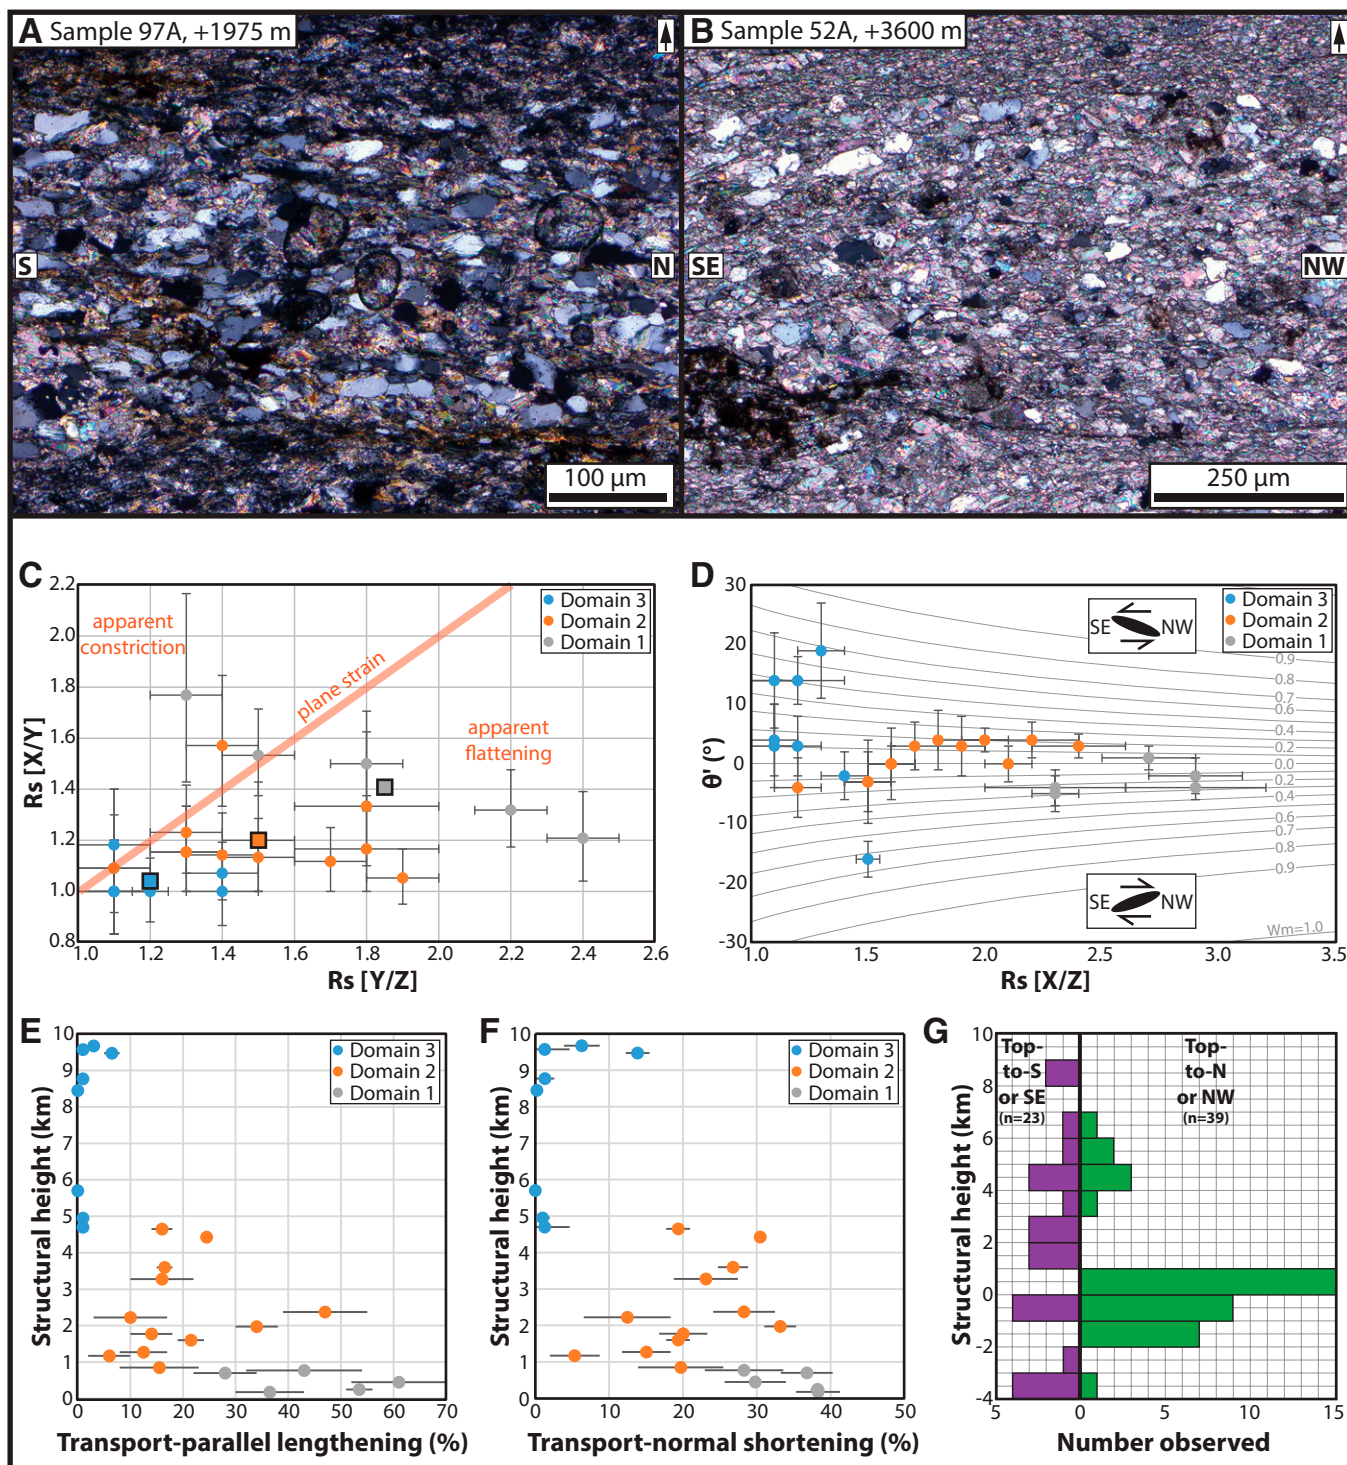 A Sample 97A, +1975 m
S
N
100 µm
B Sample 52A, +3600 m
SE
NW
250 µm
C
2.2
2.0
1.8
1.6
1.4
1.2
1.0
0.8
Rs [X/Y]
apparent
constriction
plane strain
apparent
flattening
Domain 3
Domain 2
Domain 1
1.0
1.2
1.4
1.6
1.8
2.0
2.2
2.4
2.6
Rs [Y/Z]
D
30
20
10
0
-10
-20
-30
θ' (°)
SE
NW
Domain 3
Domain 2
Domain 1
0.9
0.8
0.7
0.6
0.4
0.2
0.0
0.2
0.4
0.6
0.7
0.8
0.9
Wm=1.0
SE
NW
1.0
1.5
2.0
2.5
3.0
3.5
Rs [X/Z]
E
10
9
8
7
6
5
4
3
2
1
0
Structural height (km)
Domain 3
Domain 2
Domain 1
0
10
20
30
40
50
60
70
Transport-parallel lengthening (%)
F
10
9
8
7
6
5
4
3
2
1
0
Structural height (km)
Domain 3
Domain 2
Domain 1
0
10
20
30
40
50
Transport-normal shortening (%)
G
10
8
6
4
2
0
-2
-4
Structural height (km)
Top-
to-S
or SE
(n=23)
Top-
to-N
or NW
(n=39)
5
0
5
10
15
Number observed